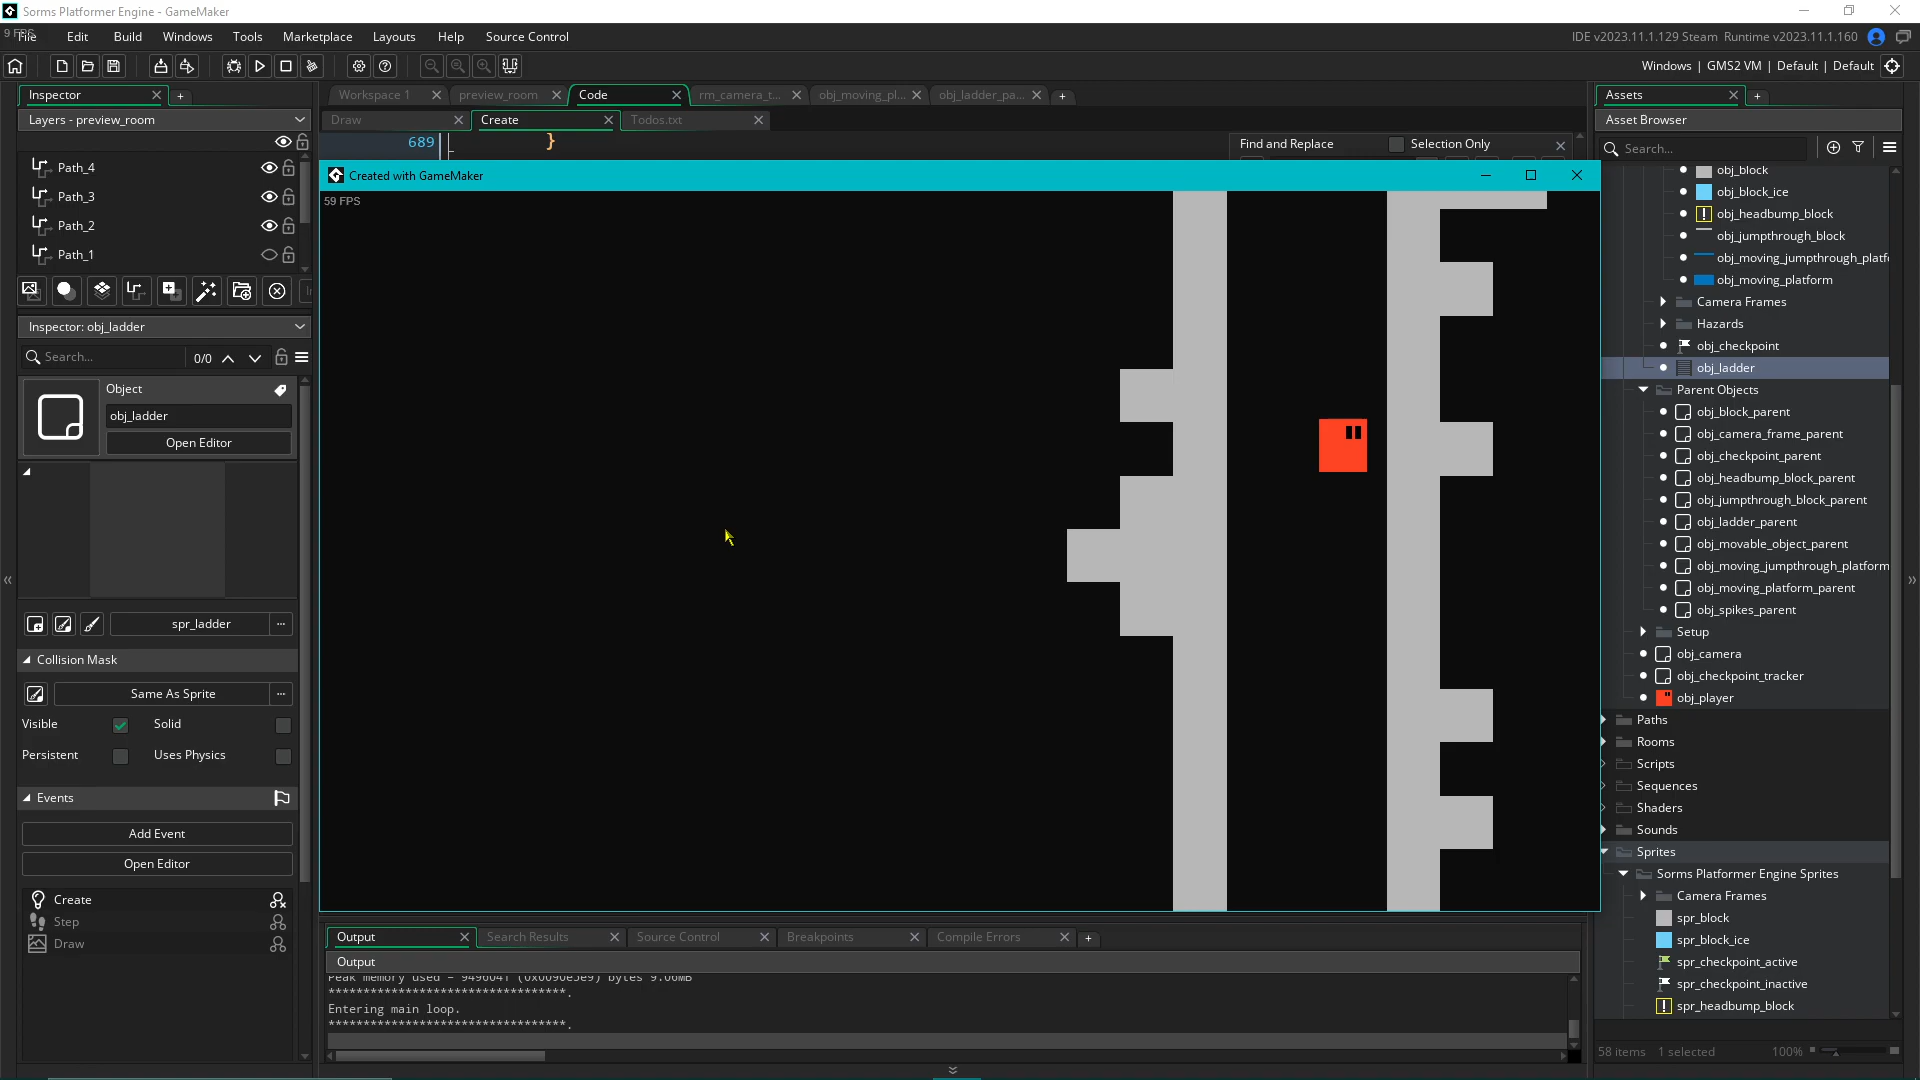 Sorms Platformer Engine - GameMaker
9 FPS
File Edit Build Windows Tools Marketplace Layouts Help Source Control
IDE v2023.11.1.129 Steam Runtime v2023.11.1.160
Windows | GMS2 VM | Default | Default
Inspector
Layers - preview_room
Path_4
Path_3
Path_2
Path_1
Inspector: obj_ladder
Search... 0/0
Object
obj_ladder
Open Editor
spr_ladder
Collision Mask
Same As Sprite
Visible Solid
Persistent Uses Physics
Events
Add Event
Open Editor
Create
Step
Draw
Workspace 1 preview_room Code rm_camera_t... obj_moving_pl... obj_ladder_pa...
Draw Create Todos.txt
689 }
Find and Replace Selection Only
Created with GameMaker
59 FPS
Output Search Results Source Control Breakpoints Compile Errors
Output
**********************************.
Entering main loop.
**********************************.
Assets
Asset Browser
Search...
obj_block
obj_block_ice
obj_headbump_block
obj_jumpthrough_block
obj_moving_jumpthrough_platf
obj_moving_platform
Camera Frames
Hazards
obj_checkpoint
obj_ladder
Parent Objects
obj_block_parent
obj_camera_frame_parent
obj_checkpoint_parent
obj_headbump_block_parent
obj_jumpthrough_block_parent
obj_ladder_parent
obj_movable_object_parent
obj_moving_jumpthrough_platform
obj_moving_platform_parent
obj_spikes_parent
Setup
obj_camera
obj_checkpoint_tracker
obj_player
Paths
Rooms
Scripts
Sequences
Shaders
Sounds
Sprites
Sorms Platformer Engine Sprites
Camera Frames
spr_block
spr_block_ice
spr_checkpoint_active
spr_checkpoint_inactive
spr_headbump_block
58 items 1 selected 100%